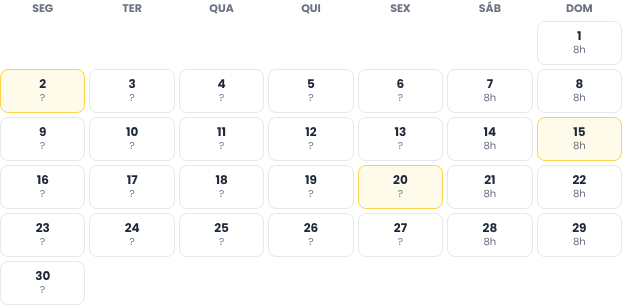 SEG TER QUA QUI SEX SÁB DOM
1
8h
2 3 4 5 6 7 8
? ? ? ? ? 8h 8h
9 10 11 12 13 14 15
? ? ? ? ? 8h 8h
16 17 18 19 20 21 22
? ? ? ? ? 8h 8h
23 24 25 26 27 28 29
? ? ? ? ? 8h 8h
30
?